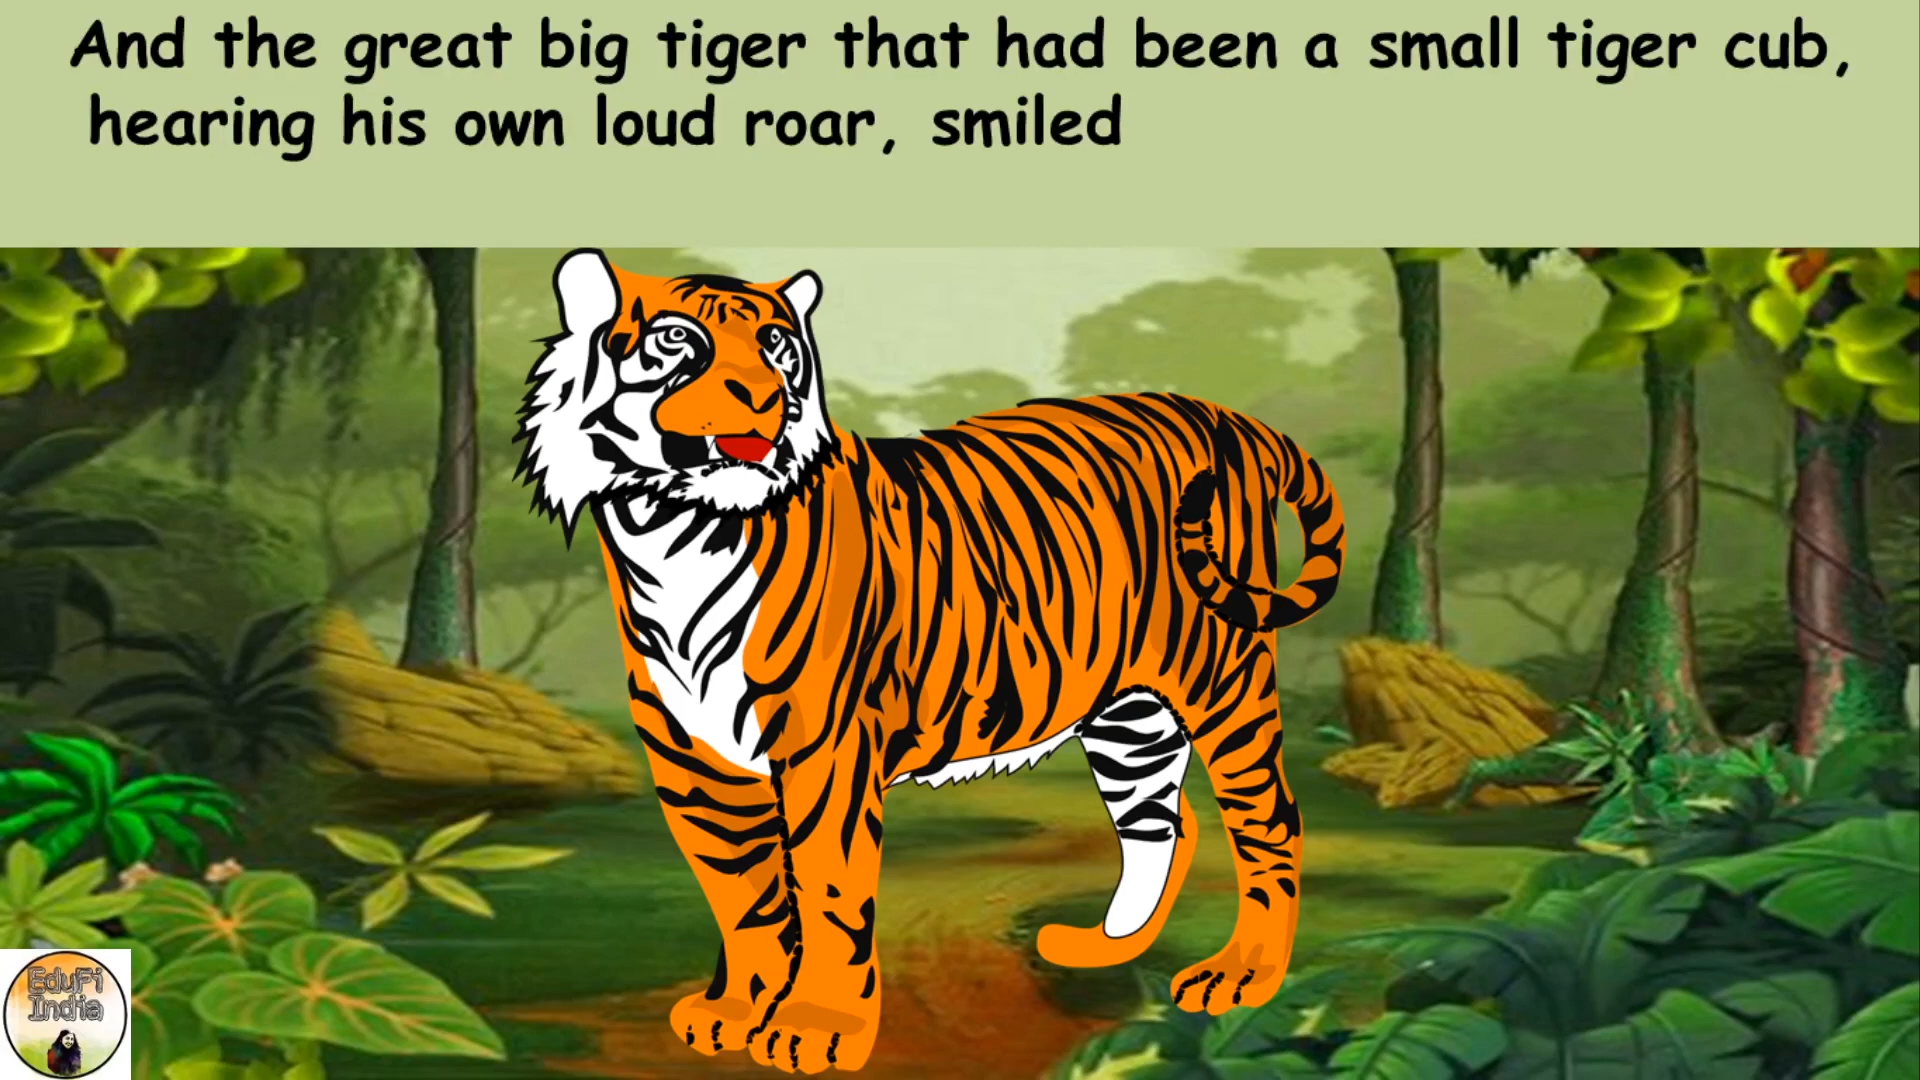 And the great big tiger that had been a small tiger cub,
hearing his own loud roar, smiled
EduFi
India